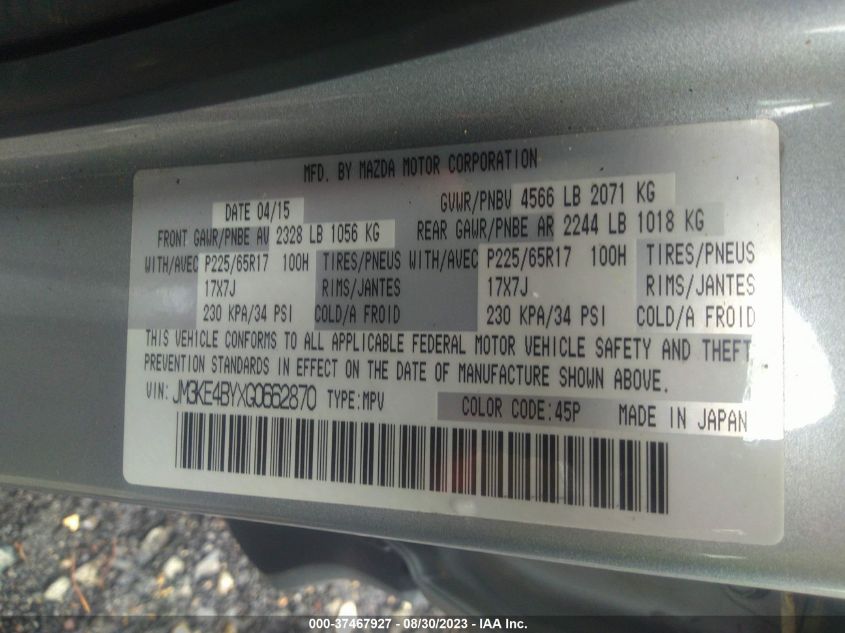 MFD. BY MAZDA MOTOR CORPORATION
DATE 04/15 GVWR/PNBV 4566 LB 2071 KG
FRONT GAWR/PNBE AV 2328 LB 1056 KG REAR GAWR/PNBE AR 2244 LB 1018 KG
WITH/AVEC P225/65R17 100H TIRES/PNEUS WITH/AVEC P225/65R17 100H TIRES/PNEUS
17X7J RIMS/JANTES 17X7J RIMS/JANTES
230 KPA/34 PSI COLD/A FROID 230 KPA/34 PSI COLD/A FROID
THIS VEHICLE CONFORMS TO ALL APPLICABLE FEDERAL MOTOR VEHICLE SAFETY AND THEFT
PREVENTION STANDARDS IN EFFECT ON THE DATE OF MANUFACTURE SHOWN ABOVE.
VIN: JM3KE4BYXG0662870 TYPE:MPV COLOR CODE:45P MADE IN JAPAN
000-37467927 - 08/30/2023 - IAA Inc.